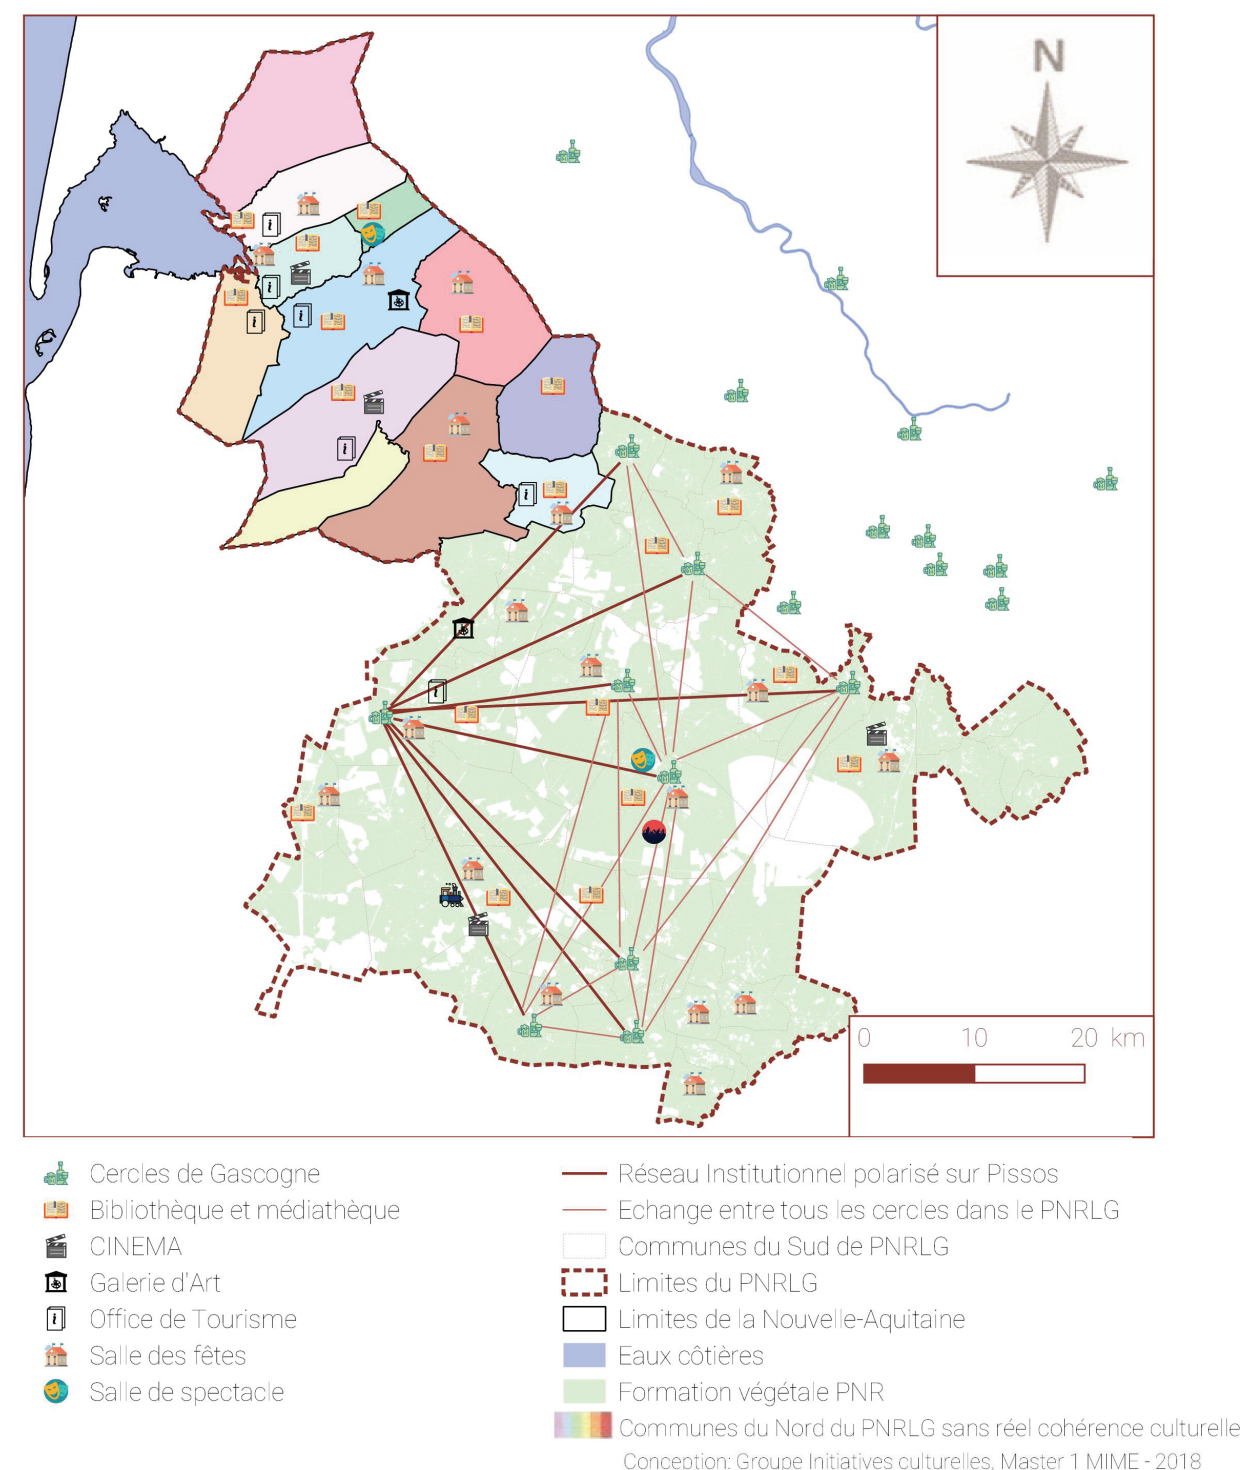 N
0 10 20 km
Cercles de Gascogne
Bibliothèque et médiathèque
CINEMA
Galerie d'Art
Office de Tourisme
Salle des fêtes
Salle de spectacle
Réseau Institutionnel polarisé sur Pissos
Echange entre tous les cercles dans le PNRLG
Communes du Sud de PNRLG
Limites du PNRLG
Limites de la Nouvelle-Aquitaine
Eaux côtières
Formation végétale PNR
Communes du Nord du PNRLG sans réel cohérence culturelle
Conception: Groupe Initiatives culturelles, Master 1 MIME - 2018